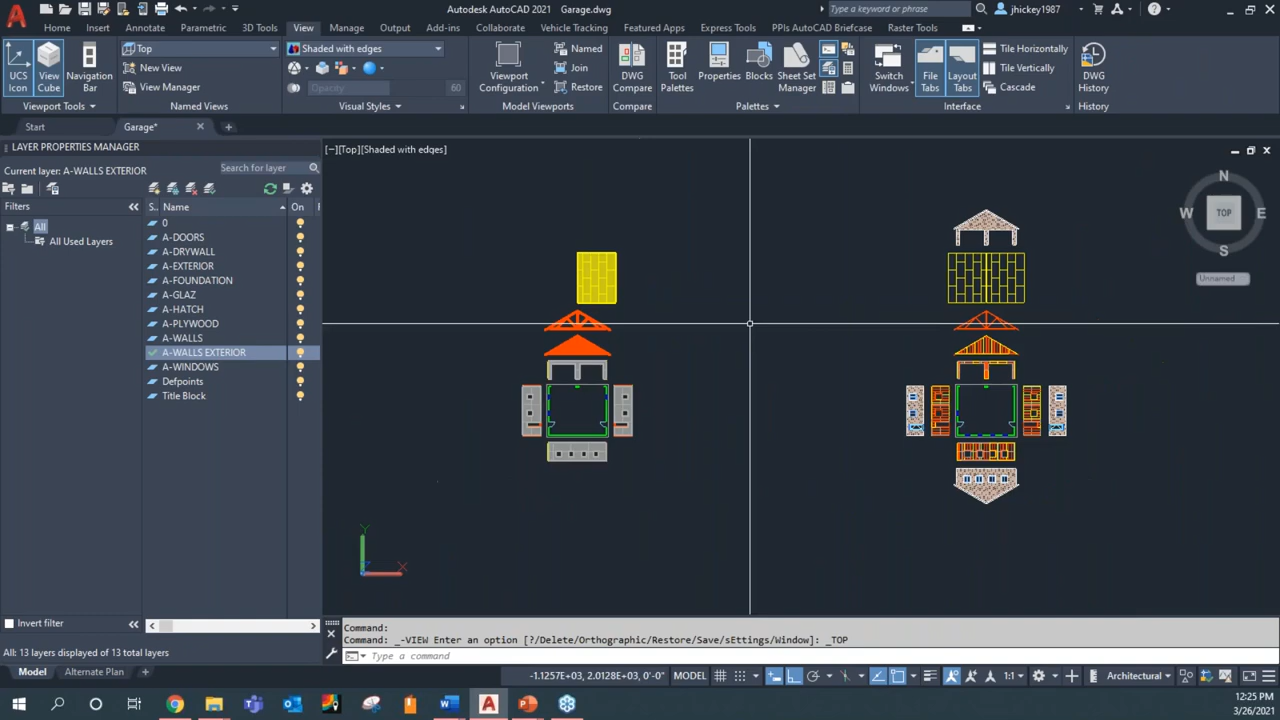 Autodesk AutoCAD 2021 Garage.dwg
Type a keyword or phrase
jhickey1987
Home Insert Annotate Parametric 3D Tools View Manage Output Add-ins Collaborate Vehicle Tracking Featured Apps Express Tools PPIs AutoCAD Briefcase Raster Tools
UCS Icon
View Cube
Navigation Bar
Viewport Tools
Top
New View
View Manager
Named Views
Shaded with edges
Opacity 60
Visual Styles
Viewport Configuration
Named
Join
Restore
Model Viewports
DWG Compare
Compare
Tool Palettes
Properties
Blocks
Sheet Set Manager
Palettes
Switch Windows
File Tabs
Layout Tabs
Tile Horizontally
Tile Vertically
Cascade
Interface
DWG History
History
Start
Garage*
LAYER PROPERTIES MANAGER
Current layer: A-WALLS EXTERIOR
Search for layer
Filters
All
All Used Layers
S.. Name On F
0
A-DOORS
A-DRYWALL
A-EXTERIOR
A-FOUNDATION
A-GLAZ
A-HATCH
A-PLYWOOD
A-WALLS
A-WALLS EXTERIOR
A-WINDOWS
Defpoints
Title Block
Invert filter
All: 13 layers displayed of 13 total layers
[−][Top][Shaded with edges]
N
W TOP E
S
Unnamed
Y
X
Command:
Command: _-VIEW Enter an option [?/Delete/Orthographic/Restore/Save/sEttings/Window]: _TOP
Type a command
Model Alternate Plan +
-1.1257E+03, 2.0128E+03, 0'-0" MODEL
1:1
Architectural
12:25 PM
3/26/2021